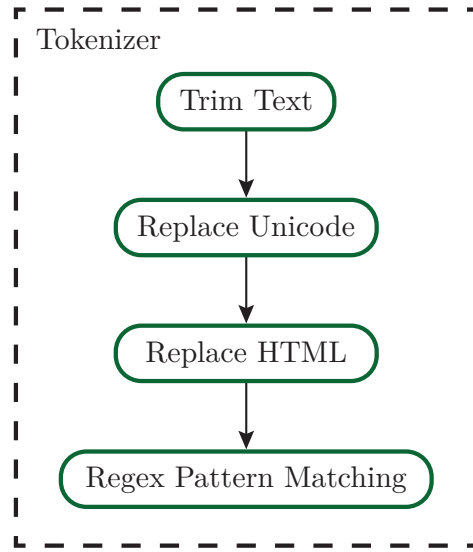 Tokenizer
Trim Text
Replace Unicode
Replace HTML
Regex Pattern Matching